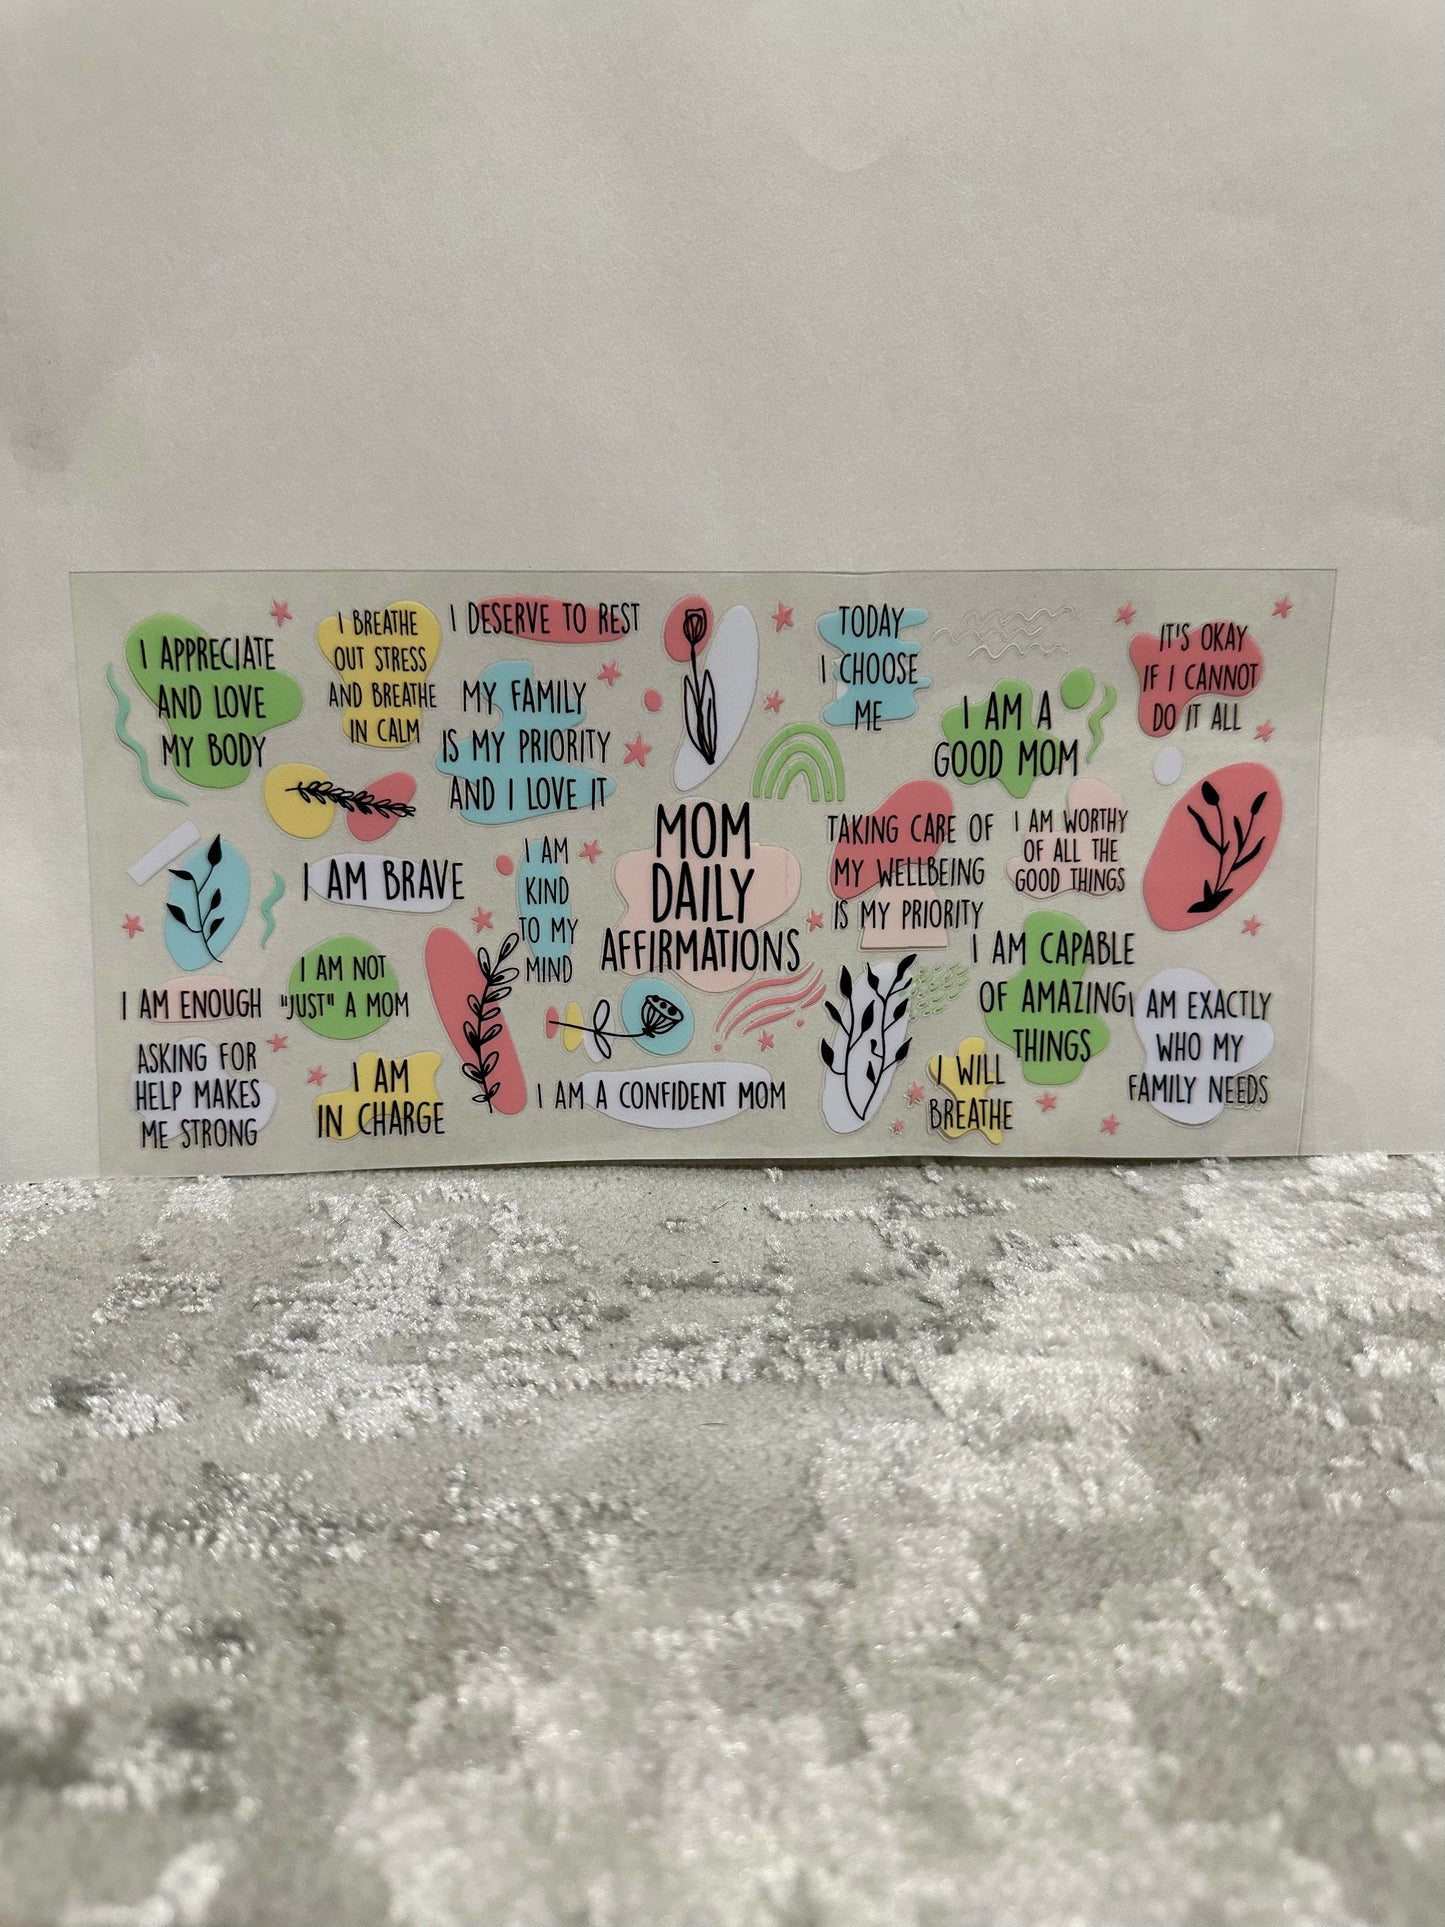 I APPRECIATE
AND LOVE
MY BODY
I BREATHE
OUT STRESS
AND BREATHE
IN CALM
I DESERVE TO REST
MY FAMILY
IS MY PRIORITY
AND I LOVE IT
TODAY
I CHOOSE
ME
I AM A
GOOD MOM
IT'S OKAY
IF I CANNOT
DO IT ALL
I AM BRAVE
I AM
KIND
TO MY
MIND
MOM
DAILY
AFFIRMATIONS
TAKING CARE OF
MY WELLBEING
IS MY PRIORITY
I AM WORTHY
OF ALL THE
GOOD THINGS
I AM ENOUGH
I AM NOT
"JUST" A MOM
I AM CAPABLE
OF AMAZING
THINGS
I AM EXACTLY
WHO MY
FAMILY NEEDS
ASKING FOR
HELP MAKES
ME STRONG
I AM
IN CHARGE
I AM A CONFIDENT MOM
I WILL
BREATHE